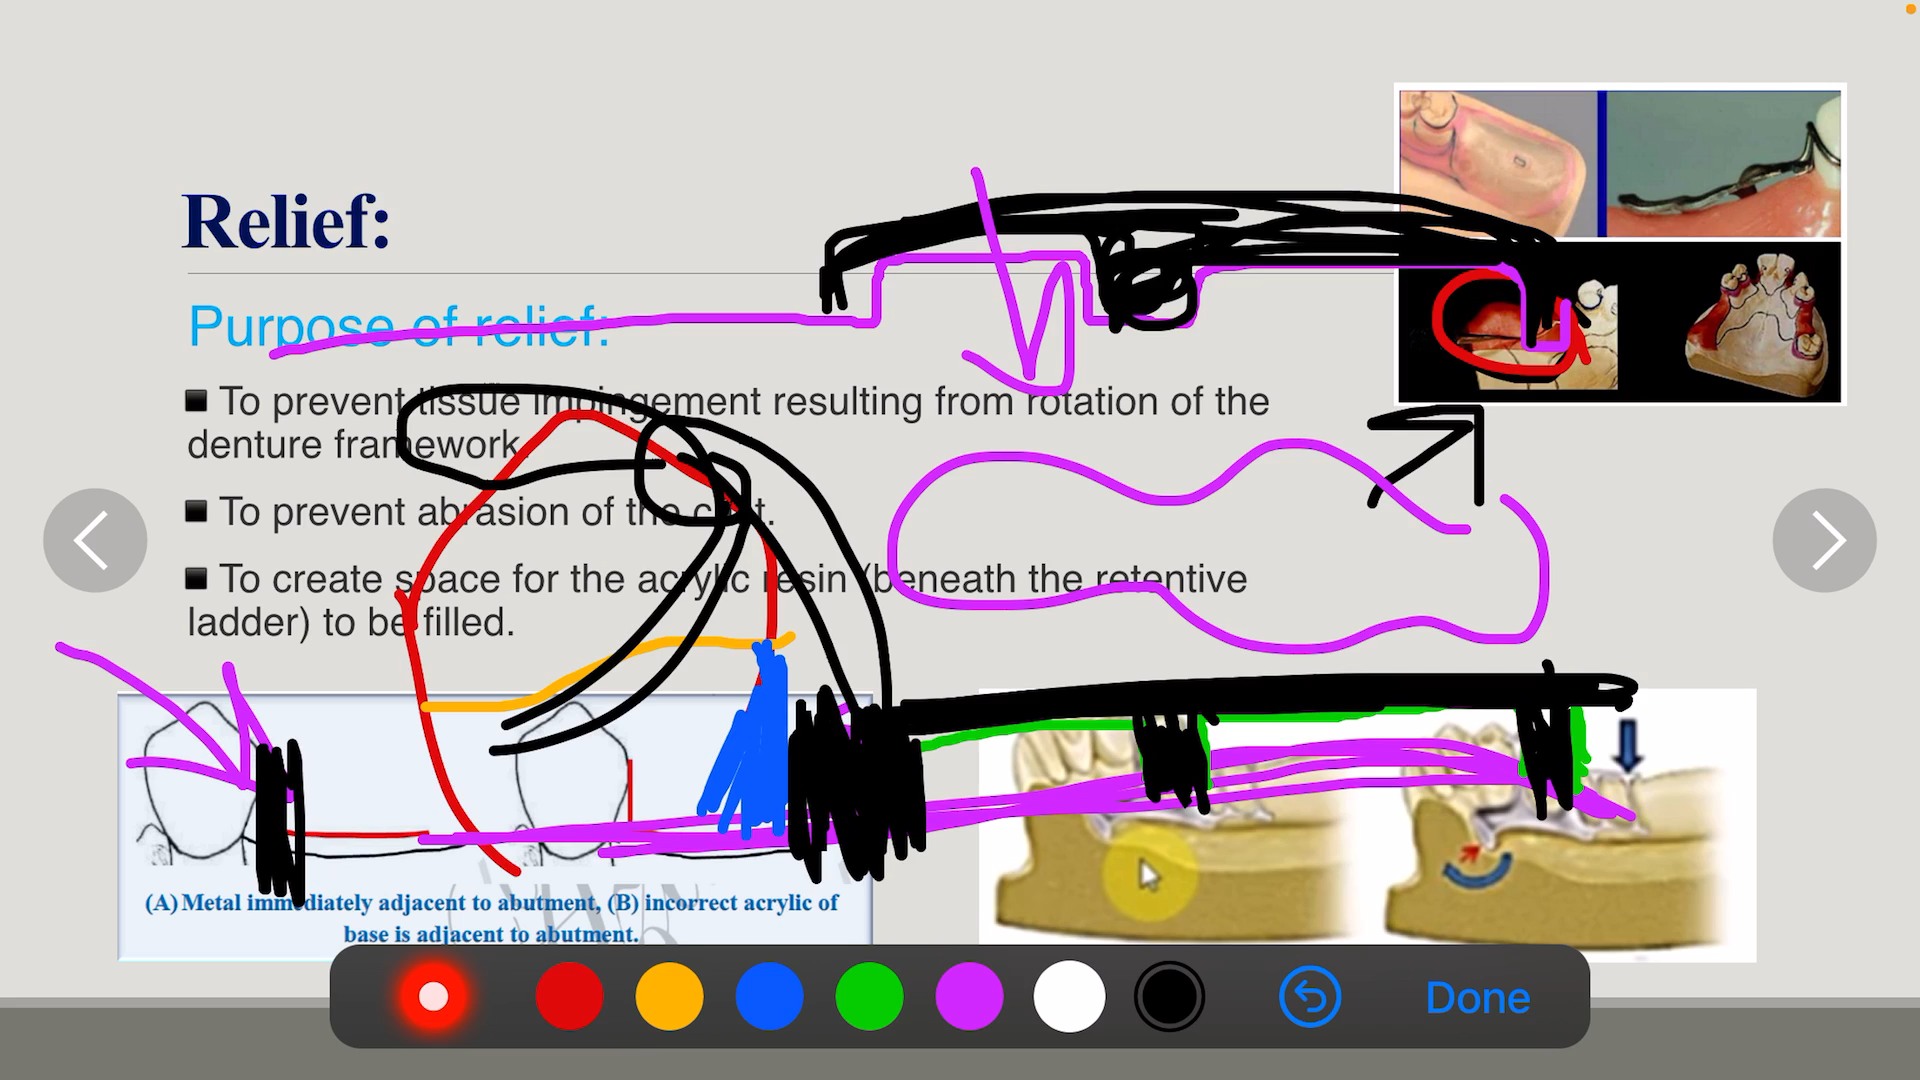 Relief:
Purpose of relief:
To prevent tissue impingement resulting from rotation of the
denture framework.
To prevent abrasion of the cast.
To create space for the acrylic resin (beneath the retentive
ladder) to be filled.
(A) Metal immediately adjacent to abutment, (B) incorrect acrylic of
base is adjacent to abutment.
Done